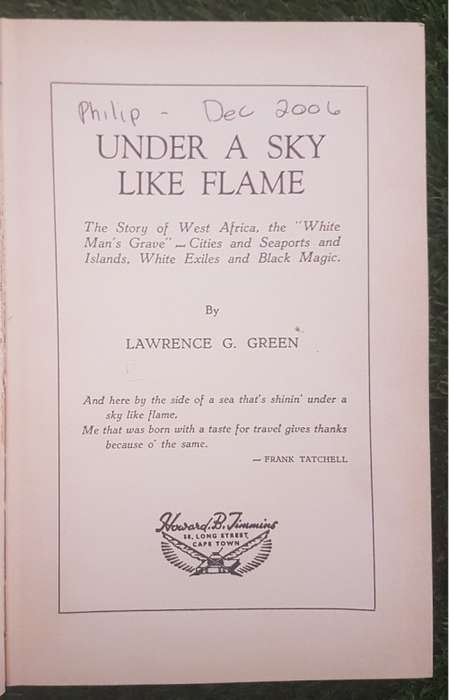 Philip - Dec 2006
UNDER A SKY
LIKE FLAME
The Story of West Africa, the "White
Man's Grave" — Cities and Seaports and
Islands, White Exiles and Black Magic.
By
LAWRENCE G. GREEN
And here by the side of a sea that's shinin' under a
sky like flame,
Me that was born with a taste for travel gives thanks
because o' the same.
— FRANK TATCHELL
Howard B. Timmins
58, LONG STREET,
CAPE TOWN